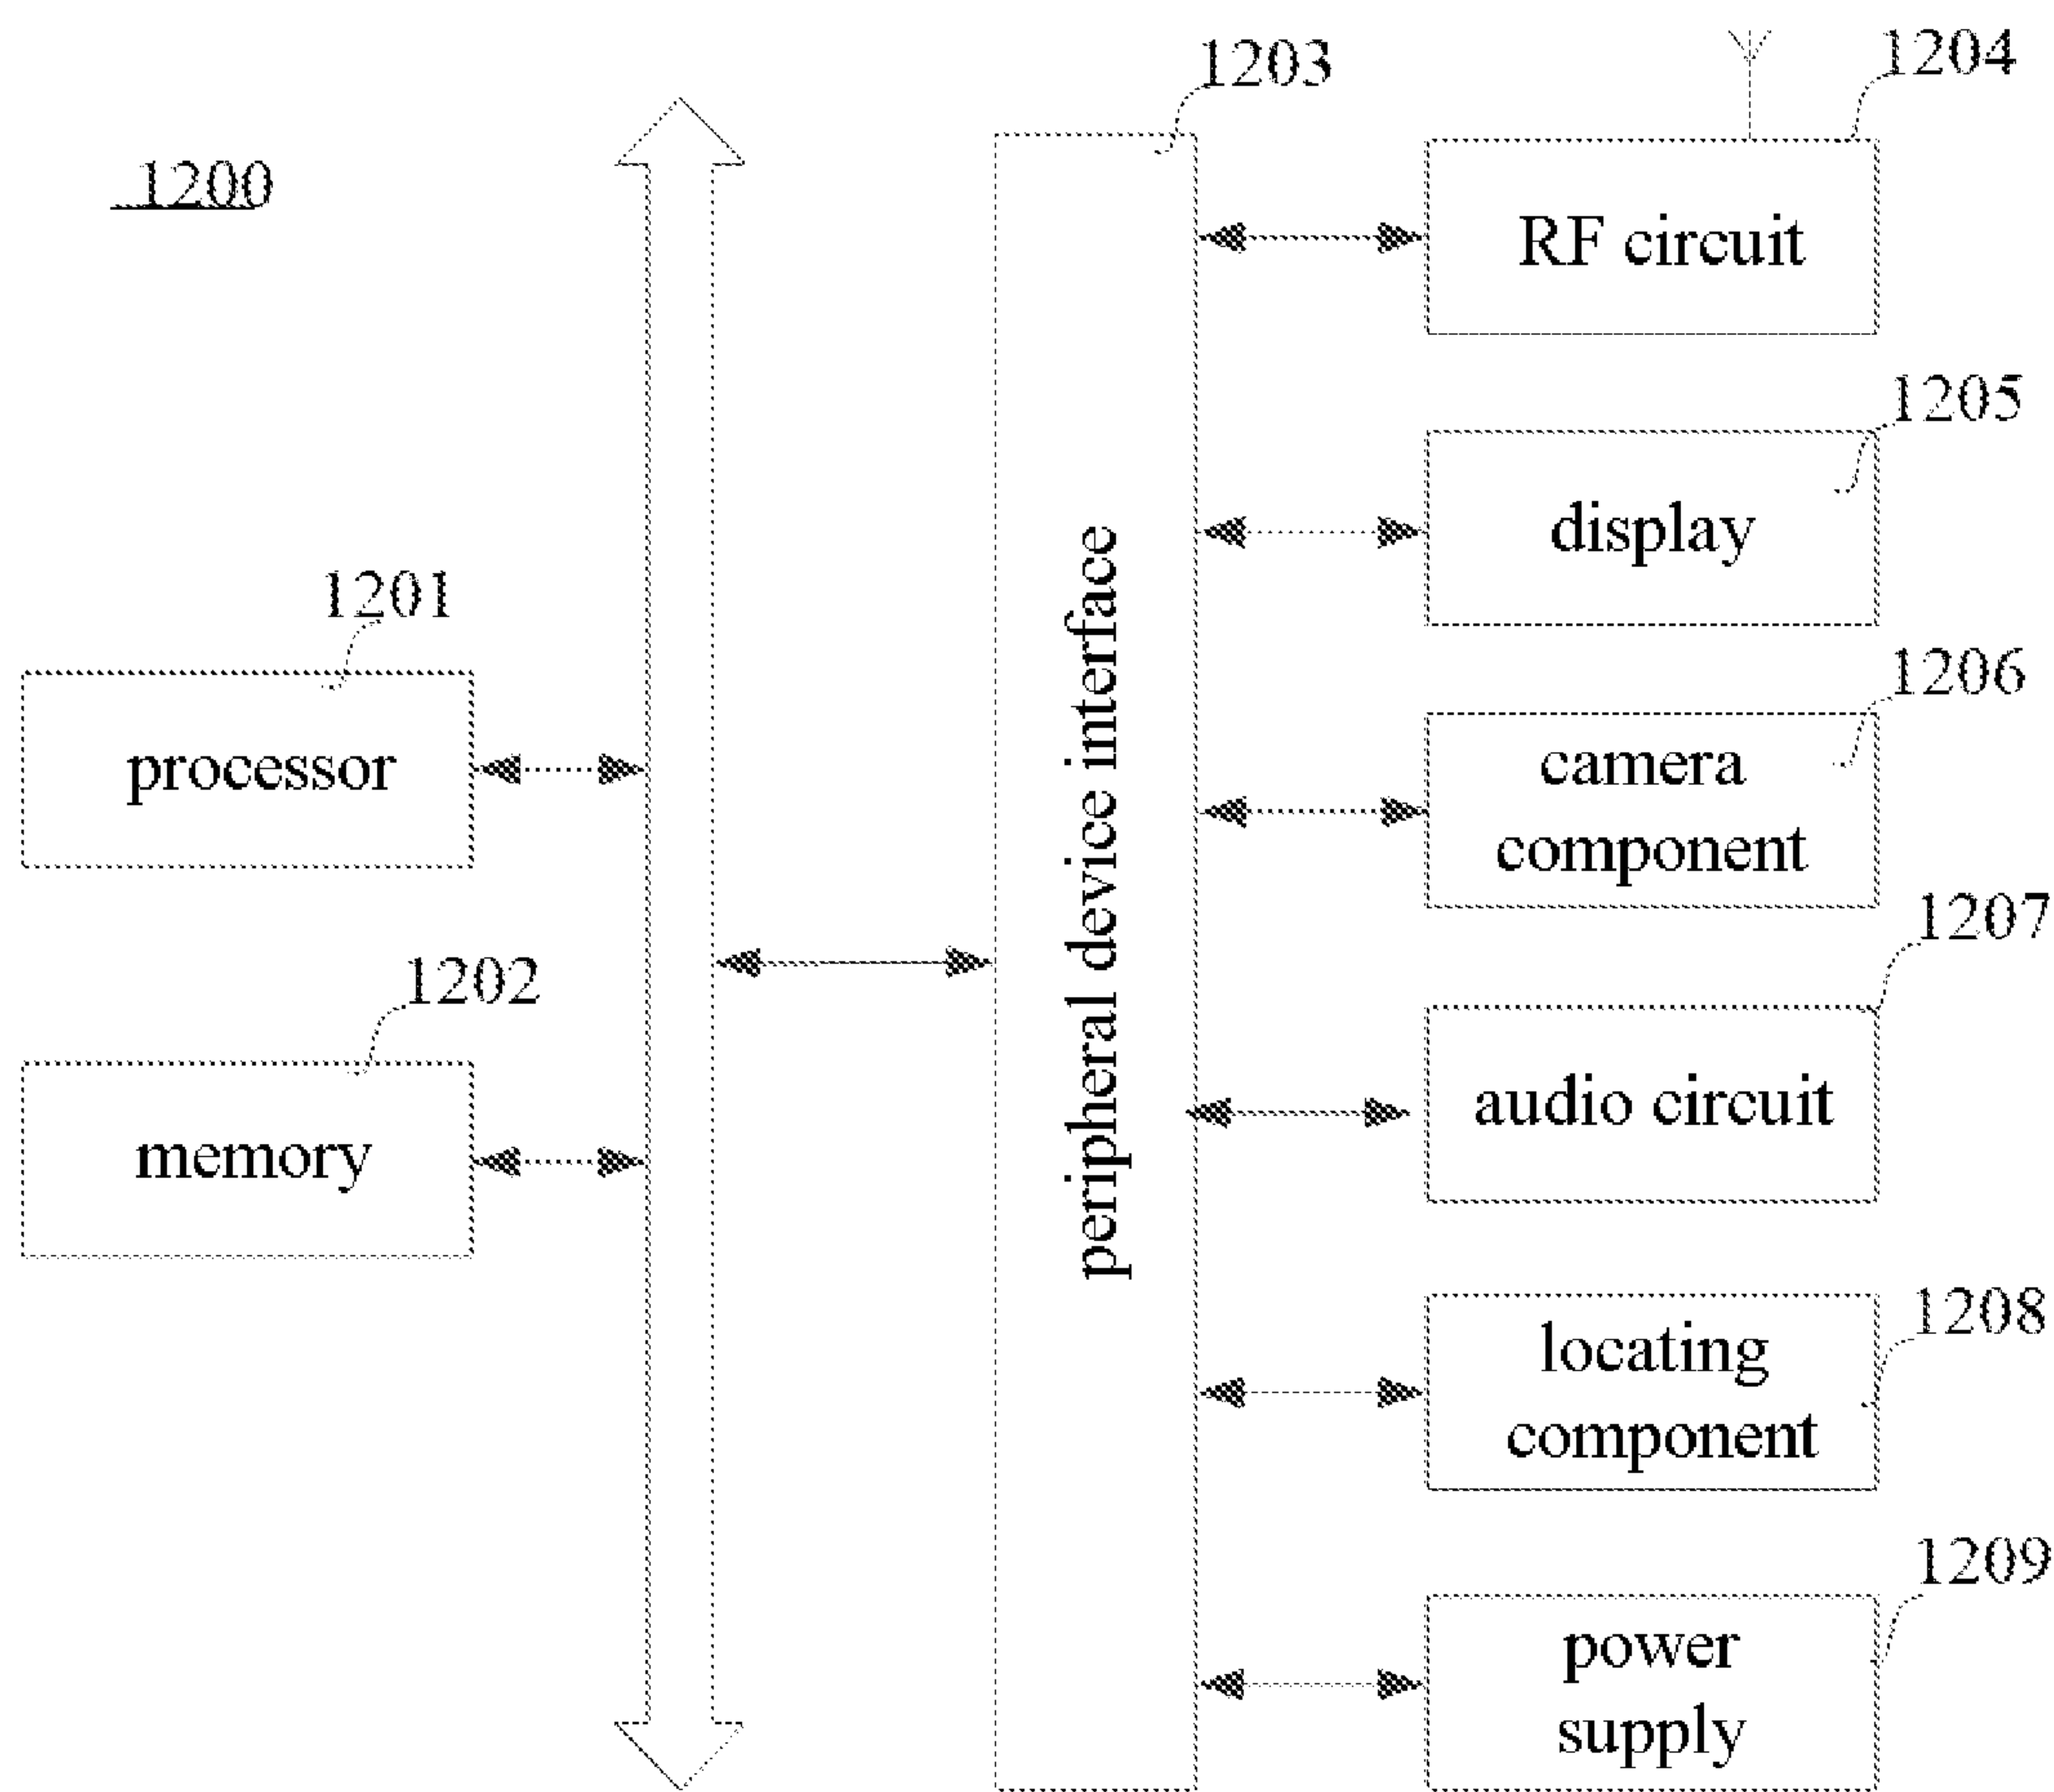 1200
1203
1204
RF circuit
1205
display
1201
processor
1206
camera
component
peripheral device interface
1202
memory
1207
audio circuit
1208
locating
component
1209
power
supply